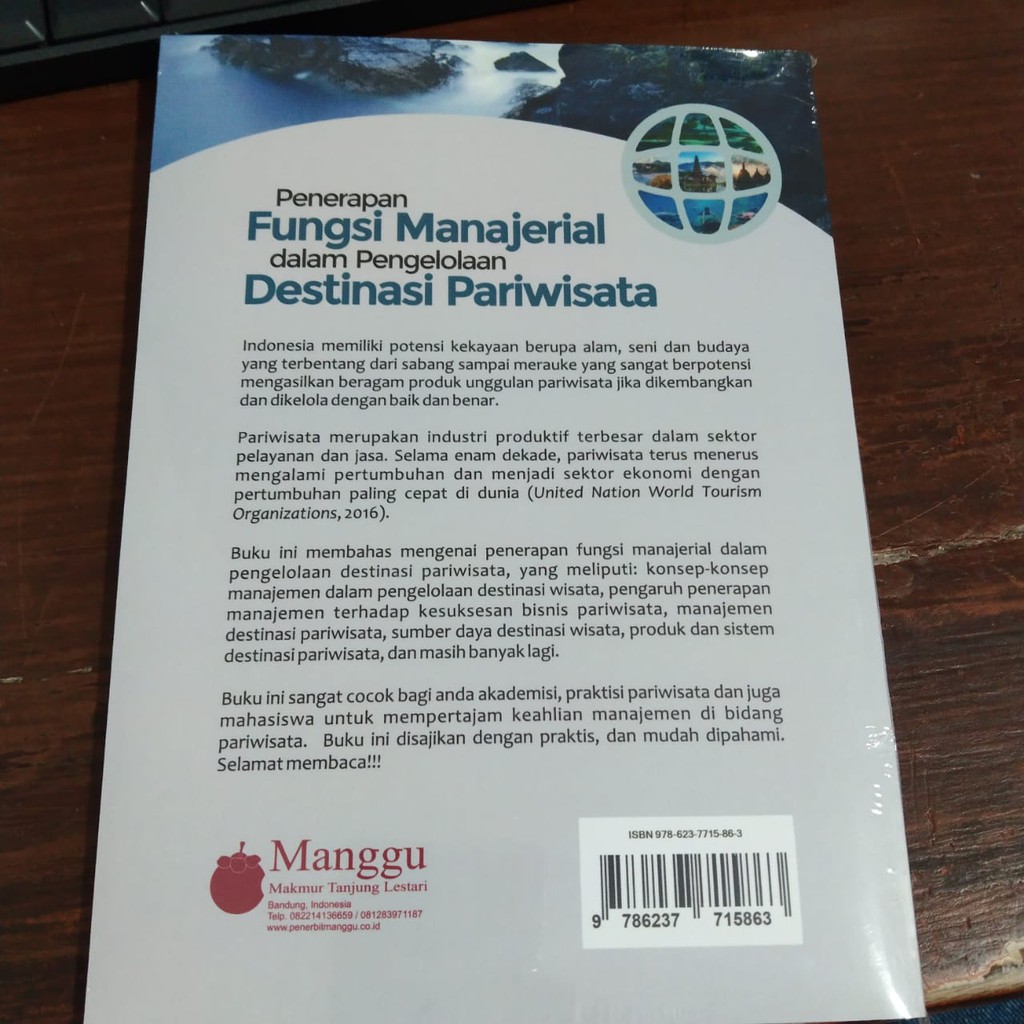 Penerapan
Fungsi Manajerial
dalam Pengelolaan
Destinasi Pariwisata
Indonesia memiliki potensi kekayaan berupa alam, seni dan budaya
yang terbentang dari sabang sampai merauke yang sangat berpotensi
mengasilkan beragam produk unggulan pariwisata jika dikembangkan
dan dikelola dengan baik dan benar.
Pariwisata merupakan industri produktif terbesar dalam sektor
pelayanan dan jasa. Selama enam dekade, pariwisata terus menerus
mengalami pertumbuhan dan menjadi sektor ekonomi dengan
pertumbuhan paling cepat di dunia (United Nation World Tourism
Organizations, 2016).
Buku ini membahas mengenai penerapan fungsi manajerial dalam
pengelolaan destinasi pariwisata, yang meliputi: konsep-konsep
manajemen dalam pengelolaan destinasi wisata, pengaruh penerapan
manajemen terhadap kesuksesan bisnis pariwisata, manajemen
destinasi pariwisata, sumber daya destinasi wisata, produk dan sistem
destinasi pariwisata, dan masih banyak lagi.
Buku ini sangat cocok bagi anda akademisi, praktisi pariwisata dan juga
mahasiswa untuk mempertajam keahlian manajemen di bidang
pariwisata. Buku ini disajikan dengan praktis, dan mudah dipahami.
Selamat membaca!!!
Manggu
Makmur Tanjung Lestari
Bandung, Indonesia
Telp. 082214136659 / 081283971187
www.penerbitmanggu.co.id
ISBN 978-623-7715-86-3
9 786237 715863